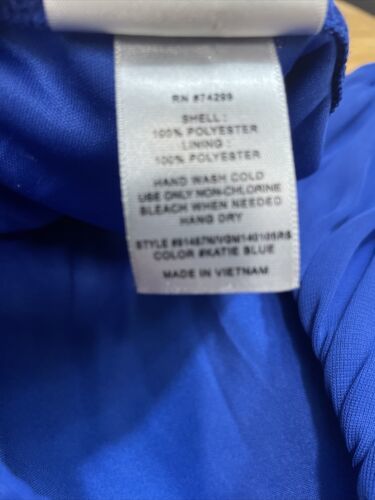 RN #74299
SHELL :
100% POLYESTER
LINING :
100% POLYESTER
HAND WASH COLD
USE ONLY NON-CHLORINE
BLEACH WHEN NEEDED
HANG DRY
STYLE
COLOR #KATIE BLUE
MADE IN VIETNAM